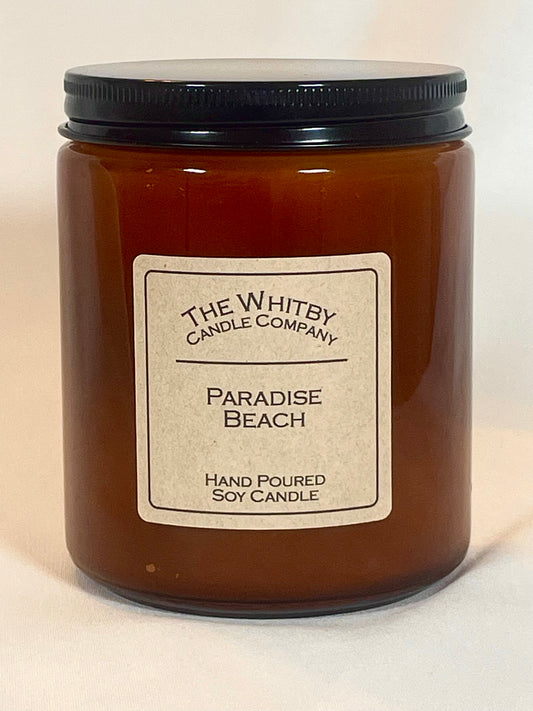 The Whitby
Candle Company
Paradise
Beach
Hand Poured
Soy Candle